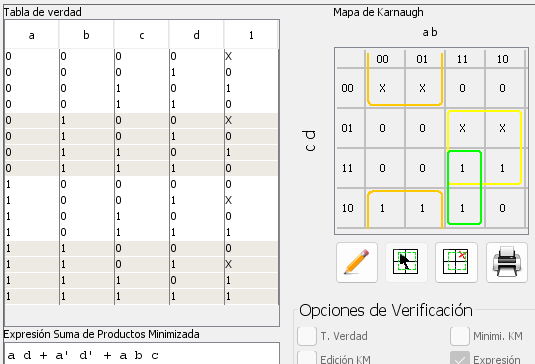 Tabla de verdad
a b c d 1
0 0 0 0 X
0 0 0 1 0
0 0 1 0 1
0 0 1 1 0
0 1 0 0 X
0 1 0 1 0
0 1 1 0 1
0 1 1 1 0
1 0 0 0 0
1 0 0 1 X
1 0 1 0 0
1 0 1 1 1
1 1 0 0 0
1 1 0 1 X
1 1 1 0 1
1 1 1 1 1
Expresión Suma de Productos Minimizada
a d + a' d' + a b c
Mapa de Karnaugh
a b
00 01 11 10
00 X X 0 0
01 0 0 X X
11 0 0 1 1
10 1 1 1 0
c d
Opciones de Verificación
T. Verdad
Minimi. KM
Edición KM
Expresión